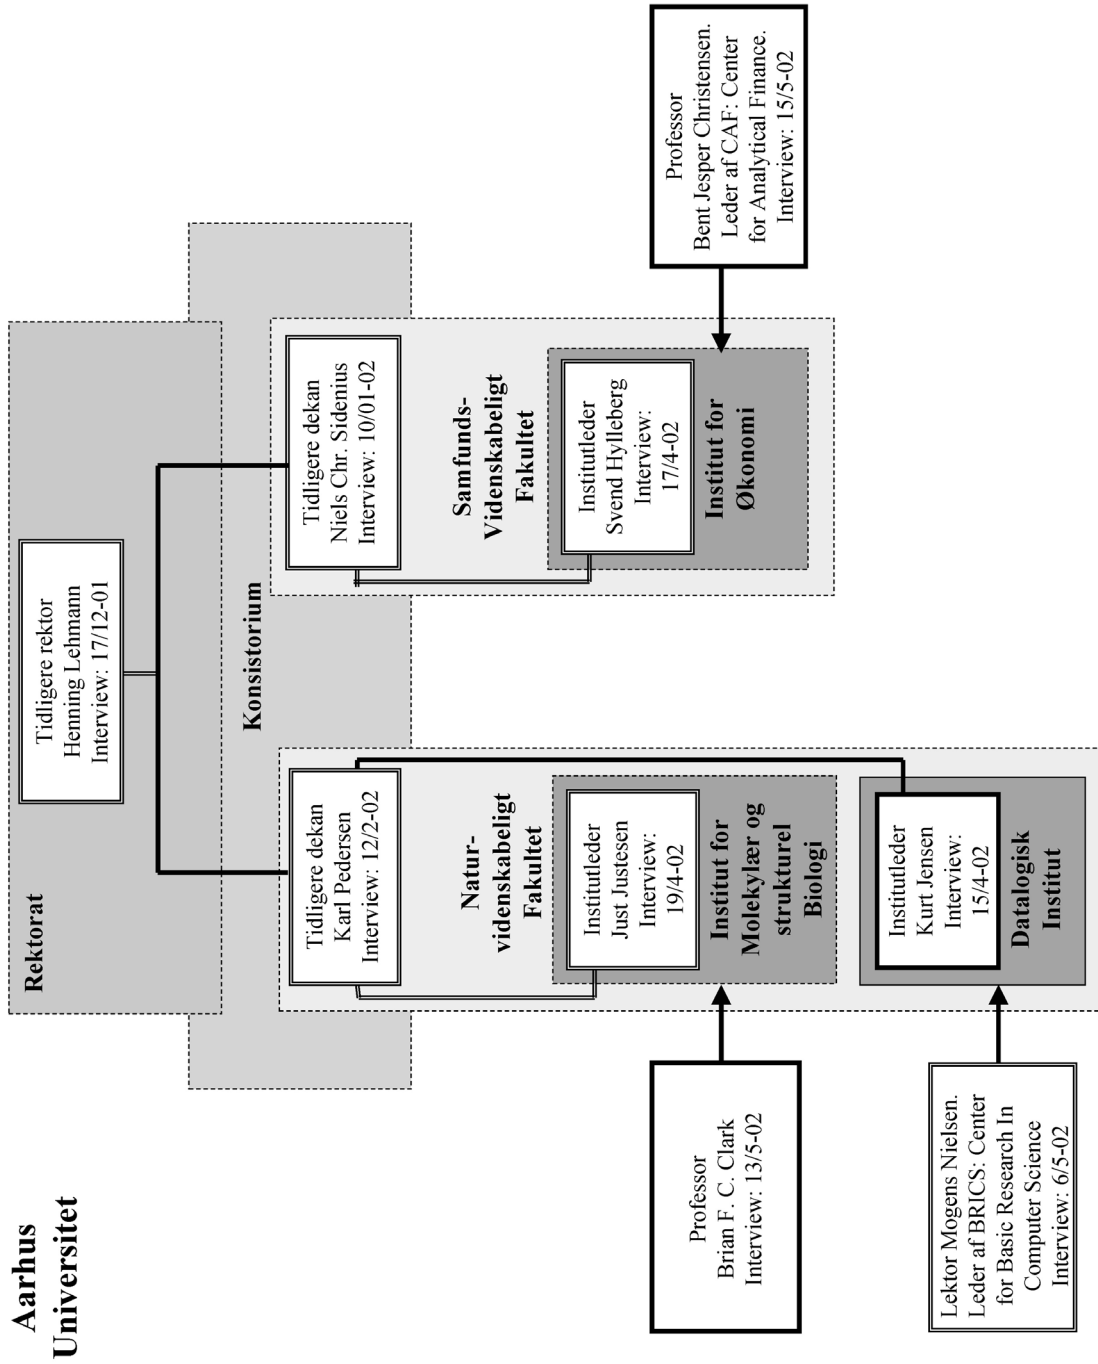 Aarhus
Universitet
Rektorat
Tidligere rektor
Henning Lehmann
Interview: 17/12-01
Konsistorium
Tidligere dekan
Karl Pedersen
Interview: 12/2-02
Tidligere dekan
Niels Chr. Sidenius
Interview: 10/01-02
Natur-
videnskabeligt
Fakultet
Samfunds-
Videnskabeligt
Fakultet
Institutleder
Just Justesen
Interview:
19/4-02
Institut for
Molekylær og
strukturel
Biologi
Institutleder
Svend Hylleberg
Interview:
17/4-02
Institut for
Økonomi
Professor
Brian F. C. Clark
Interview: 13/5-02
Professor
Bent Jesper Christensen.
Leder af CAF: Center
for Analytical Finance.
Interview: 15/5-02
Lektor Mogens Nielsen.
Leder af BRICS: Center
for Basic Research In
Computer Science
Interview: 6/5-02
Institutleder
Kurt Jensen
Interview:
15/4-02
Datalogisk
Institut